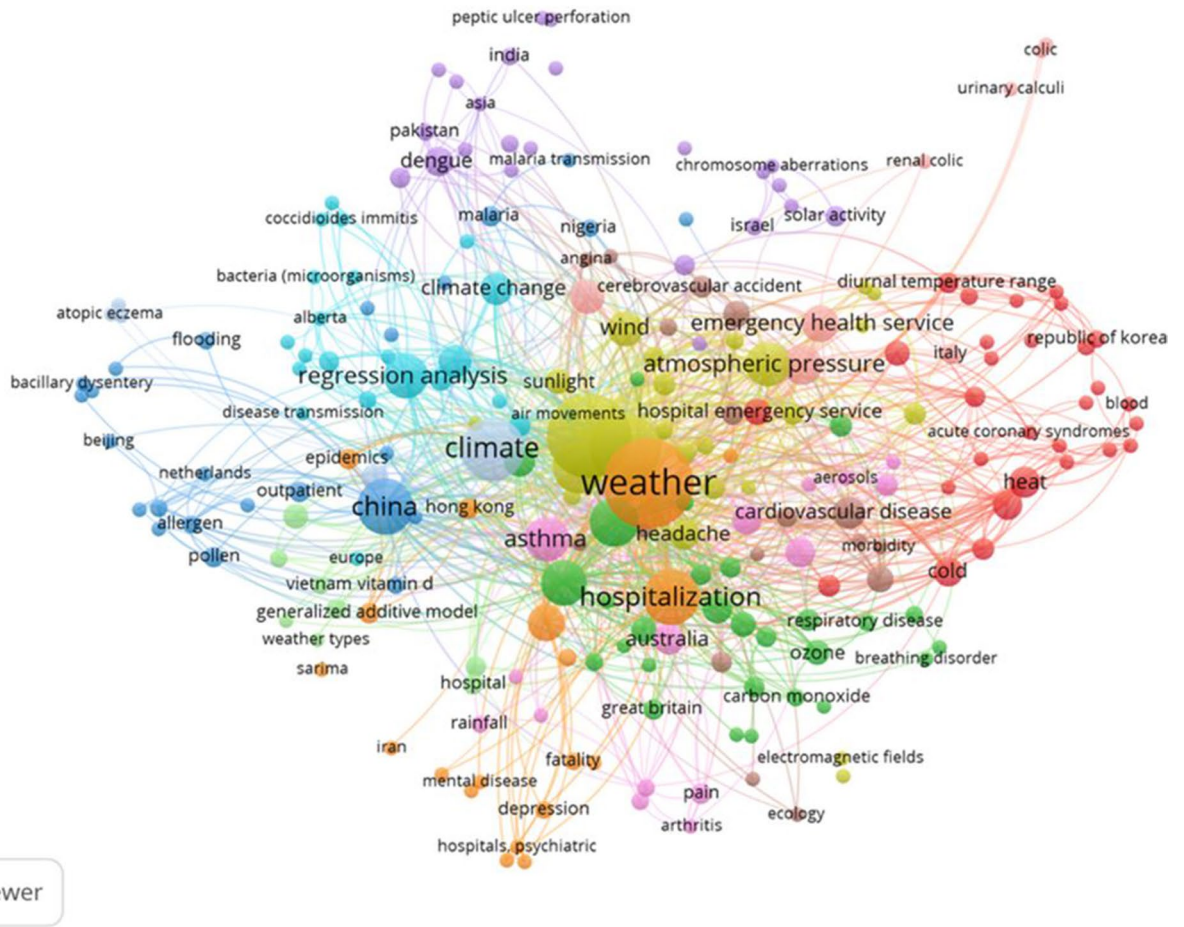 peptic ulcer perforation
india
colic
urinary calculi
asia
pakistan
dengue
malaria transmission
chromosome aberrations
renal colic
coccidioides immitis
malaria
nigeria
israel
solar activity
angina
bacteria (microorganisms)
climate change
cerebrovascular accident
diurnal temperature range
atopic eczema
alberta
flooding
wind
emergency health service
republic of korea
regression analysis
sunlight
atmospheric pressure
italy
bacillary dysentery
disease transmission
air movements
hospital emergency service
blood
acute coronary syndromes
beijing
climate
epidemics
netherlands
weather
aerosols
heat
outpatient
china
hong kong
cardiovascular disease
allergen
asthma
headache
morbidity
pollen
europe
cold
vietnam
vitamin d
hospitalization
generalized additive model
respiratory disease
weather types
australia
ozone
breathing disorder
sarima
hospital
carbon monoxide
great britain
rainfall
iran
fatality
electromagnetic fields
mental disease
pain
depression
arthritis
ecology
hospitals, psychiatric
ewer